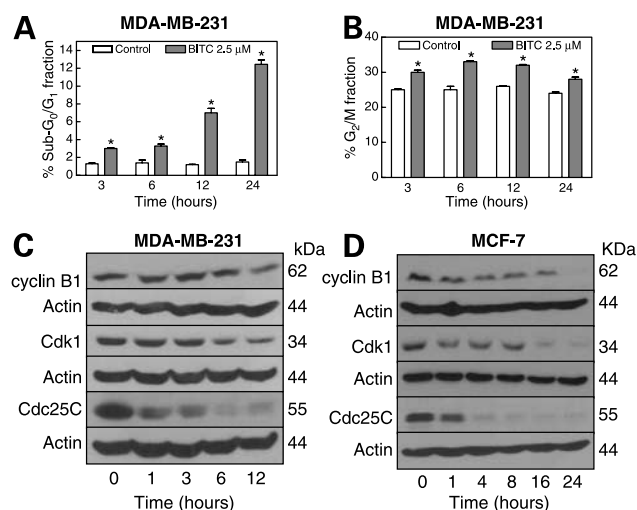 A
MDA-MB-231
Control BITC 2.5 μM
% Sub-G0/G1 fraction
14
12
10
8
6
4
2
0
* * * *
3 6 12 24
Time (hours)
B
MDA-MB-231
Control BITC 2.5 μM
% G2/M fraction
40
30
20
10
0
* * * *
3 6 12 24
Time (hours)
C
MDA-MB-231
kDa
cyclin B1 62
Actin 44
Cdk1 34
Actin 44
Cdc25C 55
Actin 44
0 1 3 6 12
Time (hours)
D
MCF-7
KDa
cyclin B1 62
Actin 44
Cdk1 34
Actin 44
Cdc25C 55
Actin 44
0 1 4 8 16 24
Time (hours)